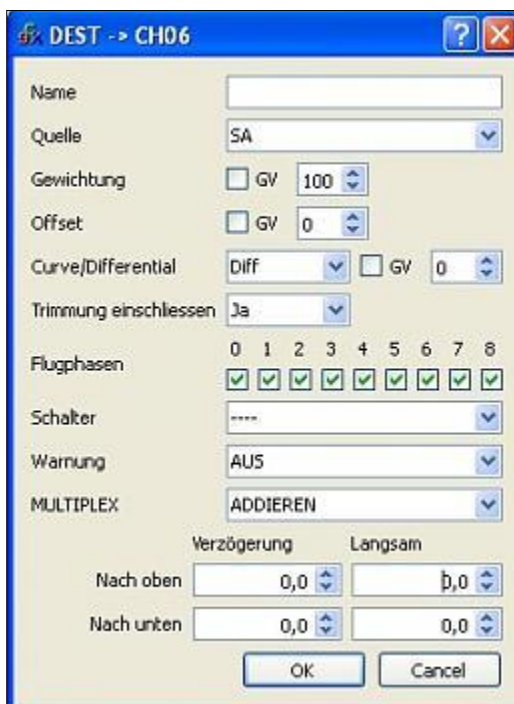 DEST -> CH06
Name
Quelle SA
Gewichtung GV 100
Offset GV 0
Curve/Differential Diff GV 0
Trimmung einschliessen Ja
0 1 2 3 4 5 6 7 8
Flugphasen
Schalter ----
Warnung AUS
MULTIPLEX ADDIEREN
Verzögerung Langsam
Nach oben 0,0 0,0
Nach unten 0,0 0,0
OK Cancel